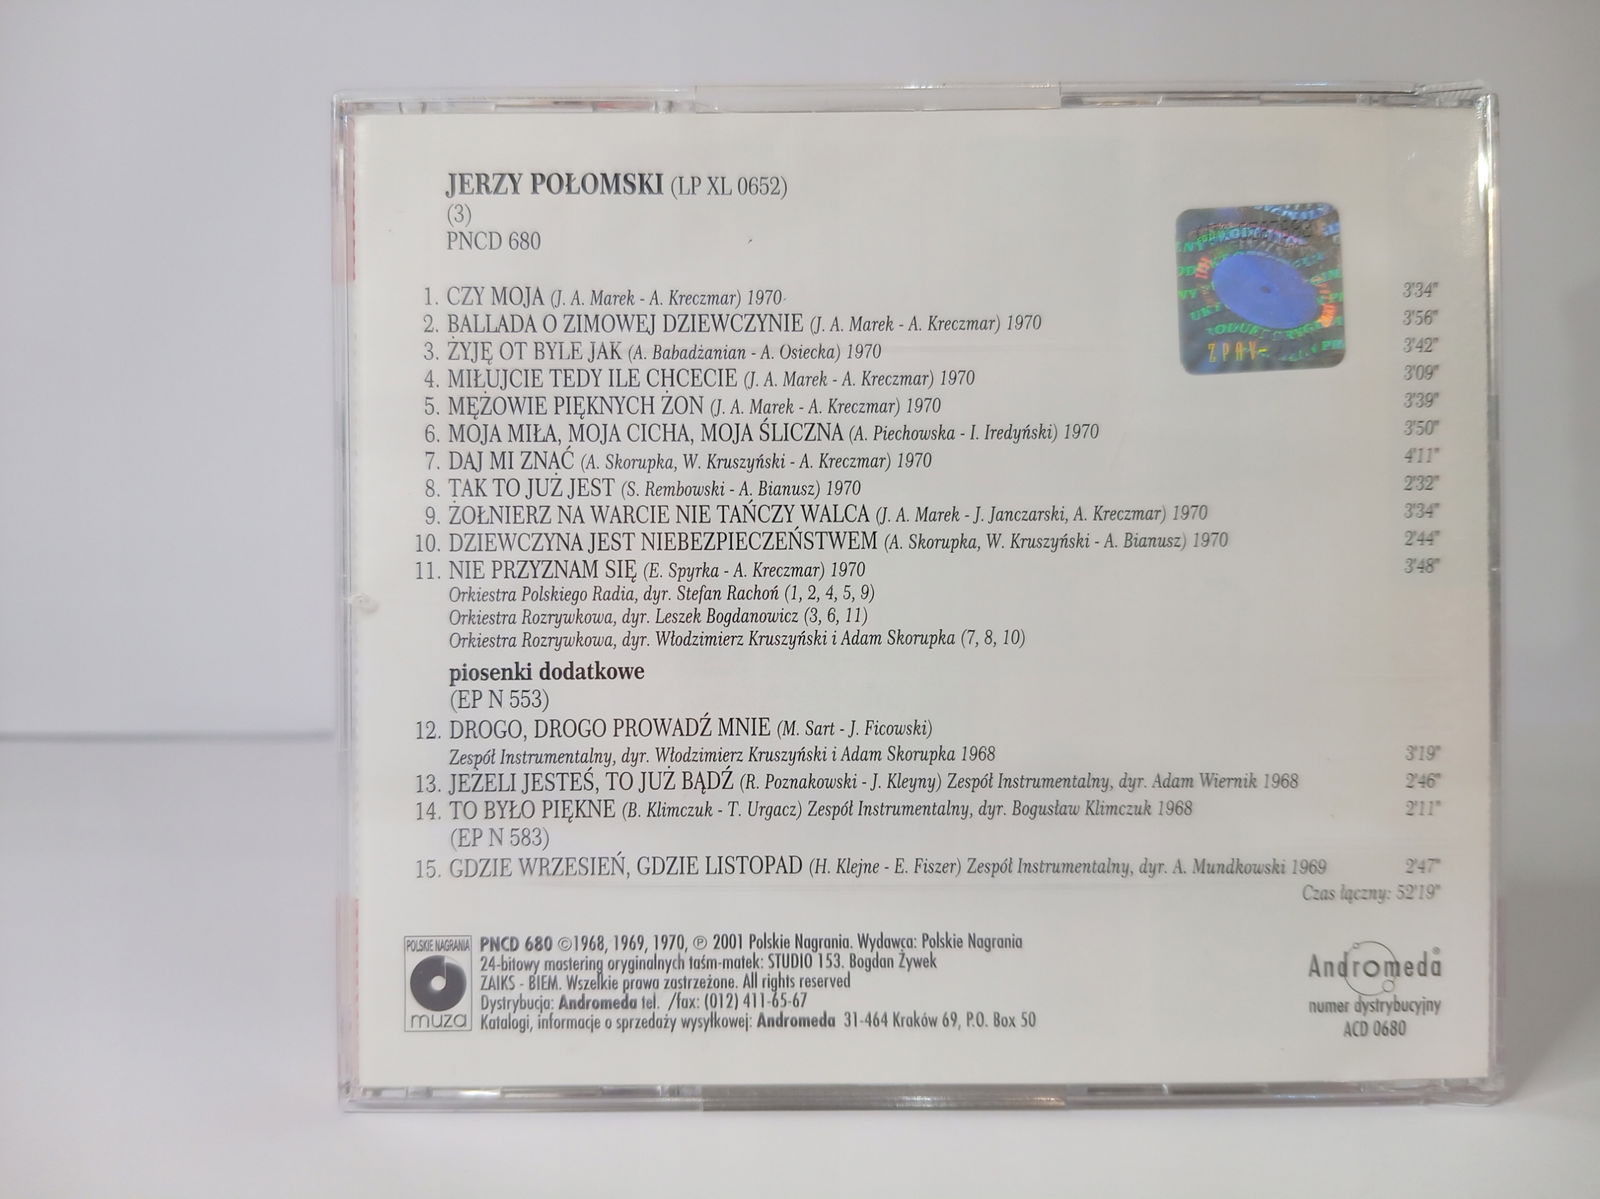 JERZY POŁOMSKI (LP XL 0652)
(3)
PNCD 680
1. CZY MOJA (J. A. Marek - A. Kreczmar) 1970 3'34"
2. BALLADA O ZIMOWEJ DZIEWCZYNIE (J. A. Marek - A. Kreczmar) 1970 3'56"
3. ŻYJĘ OT BYLE JAK (A. Babadżanian - A. Osiecka) 1970 3'42"
4. MIŁUJCIE TEDY ILE CHCECIE (J. A. Marek - A. Kreczmar) 1970 3'09"
5. MĘŻOWIE PIĘKNYCH ŻON (J. A. Marek - A. Kreczmar) 1970 3'39"
6. MOJA MIŁA, MOJA CICHA, MOJA ŚLICZNA (A. Piechowska - I. Iredyński) 1970 3'50"
7. DAJ MI ZNAĆ (A. Skorupka, W. Kruszyński - A. Kreczmar) 1970 4'11"
8. TAK TO JUŻ JEST (S. Rembowski - A. Bianusz) 1970 2'32"
9. ŻOŁNIERZ NA WARCIE NIE TAŃCZY WALCA (J. A. Marek - J. Janczarski, A. Kreczmar) 1970 3'34"
10. DZIEWCZYNA JEST NIEBEZPIECZEŃSTWEM (A. Skorupka, W. Kruszyński - A. Bianusz) 1970 2'44"
11. NIE PRZYZNAM SIĘ (E. Spyrka - A. Kreczmar) 1970 3'48"
Orkiestra Polskiego Radia, dyr. Stefan Rachoń (1, 2, 4, 5, 9)
Orkiestra Rozrywkowa, dyr. Leszek Bogdanowicz (3, 6, 11)
Orkiestra Rozrywkowa, dyr. Włodzimierz Kruszyński i Adam Skorupka (7, 8, 10)
piosenki dodatkowe
(EP N 553)
12. DROGO, DROGO PROWADŹ MNIE (M. Sart - J. Ficowski)
Zespół Instrumentalny, dyr. Włodzimierz Kruszyński i Adam Skorupka 1968 3'19"
13. JEŻELI JESTEŚ, TO JUŻ BĄDŹ (R. Poznakowski - J. Kleyny) Zespół Instrumentalny, dyr. Adam Wiernik 1968 2'46"
14. TO BYŁO PIĘKNE (B. Klimczuk - T. Urgacz) Zespół Instrumentalny, dyr. Bogusław Klimczuk 1968 2'11"
(EP N 583)
15. GDZIE WRZESIEŃ, GDZIE LISTOPAD (H. Klejne - E. Fiszer) Zespół Instrumentalny, dyr. A. Mundkowski 1969 2'47"
Czas łączny: 52'19"
POLSKIE NAGRANIA
muza
PNCD 680 ©1968, 1969, 1970, ℗ 2001 Polskie Nagrania. Wydawca: Polskie Nagrania
24-bitowy mastering oryginalnych taśm-matek: STUDIO 153. Bogdan Żywek
ZAIKS - BIEM. Wszelkie prawa zastrzeżone. All rights reserved
Dystrybucja: Andromeda tel. /fax: (012) 411-65-67
Katalogi, informacje o sprzedaży wysyłkowej: Andromeda 31-464 Kraków 69, P.O. Box 50
Andromeda®
numer dystrybucyjny
ACD 0680
ZPAV